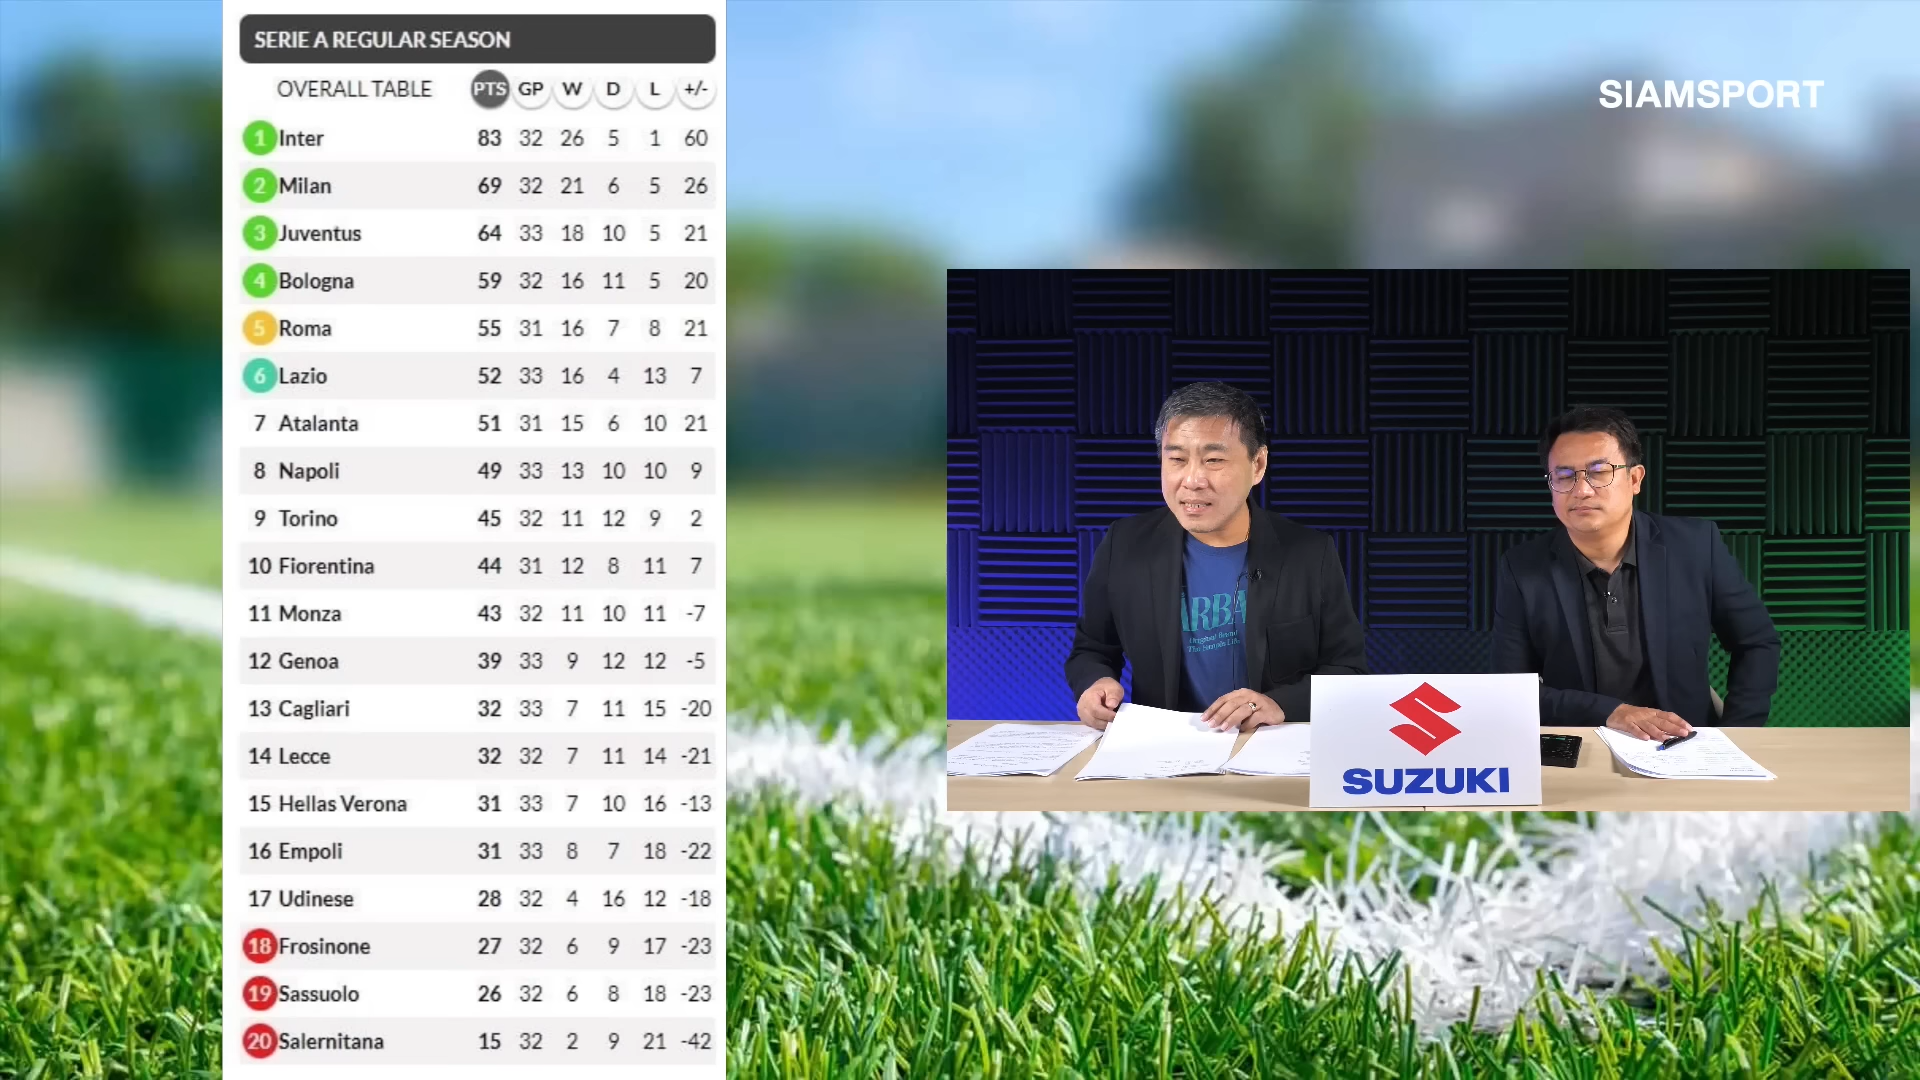 SERIE A REGULAR SEASON
OVERALL TABLE PTS GP W D L +/-
1 Inter 83 32 26 5 1 60
2 Milan 69 32 21 6 5 26
3 Juventus 64 33 18 10 5 21
4 Bologna 59 32 16 11 5 20
5 Roma 55 31 16 7 8 21
6 Lazio 52 33 16 4 13 7
7 Atalanta 51 31 15 6 10 21
8 Napoli 49 33 13 10 10 9
9 Torino 45 32 11 12 9 2
10 Fiorentina 44 31 12 8 11 7
11 Monza 43 32 11 10 11 -7
12 Genoa 39 33 9 12 12 -5
13 Cagliari 32 33 7 11 15 -20
14 Lecce 32 32 7 11 14 -21
15 Hellas Verona 31 33 7 10 16 -13
16 Empoli 31 33 8 7 18 -22
17 Udinese 28 32 4 16 12 -18
18 Frosinone 27 32 6 9 17 -23
19 Sassuolo 26 32 6 8 18 -23
20 Salernitana 15 32 2 9 21 -42
SIAMSPORT
SUZUKI